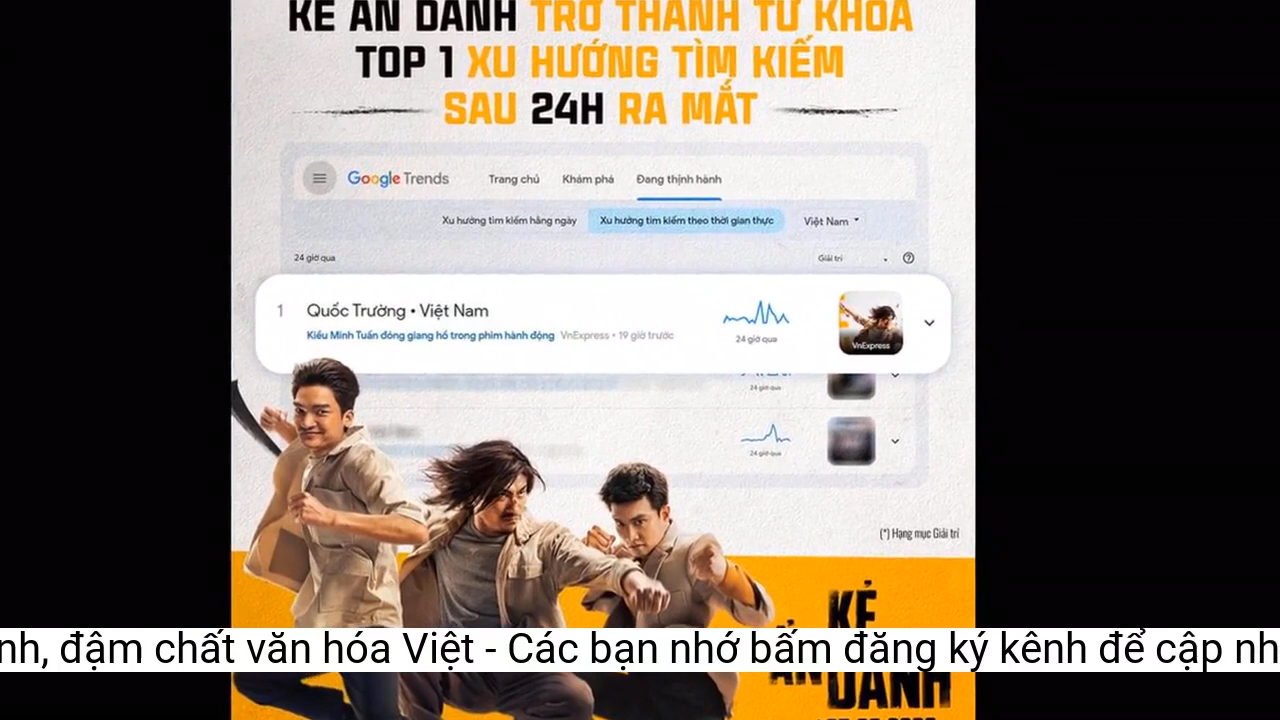 KẺ ẨN DANH TRỞ THÀNH TỪ KHÓA
TOP 1 XU HƯỚNG TÌM KIẾM
SAU 24H RA MẮT
Google Trends Trang chủ Khám phá Đang thịnh hành
Xu hướng tìm kiếm hằng ngày Xu hướng tìm kiếm theo thời gian thực Việt Nam
24 giờ qua Giải trí
1 Quốc Trường • Việt Nam
Kiều Minh Tuấn đóng giang hồ trong phim hành động VnExpress • 19 giờ trước
24 giờ qua
VnExpress
24 giờ qua
24 giờ qua
(*) Hạng mục Giải trí
KẺ
ẨN DANH
nh, đậm chất văn hóa Việt - Các bạn nhớ bấm đăng ký kênh để cập nh